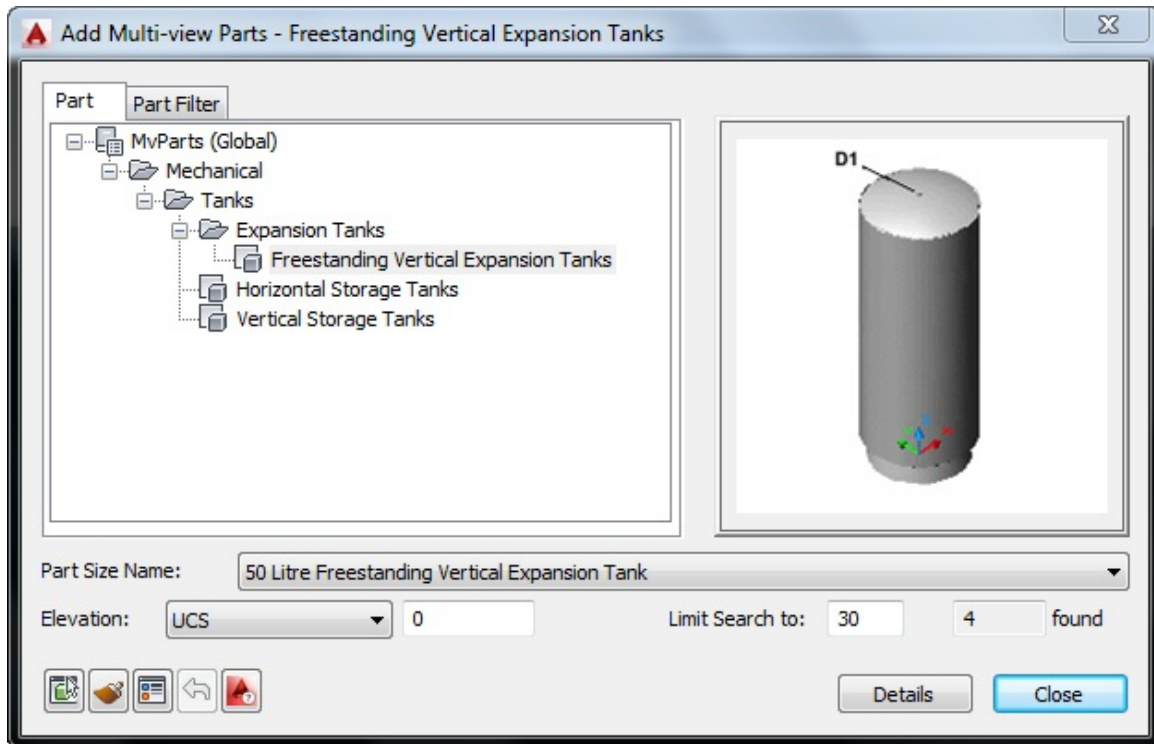 Add Multi-view Parts - Freestanding Vertical Expansion Tanks
Part
Part Filter
MvParts (Global)
Mechanical
Tanks
Expansion Tanks
Freestanding Vertical Expansion Tanks
Horizontal Storage Tanks
Vertical Storage Tanks
D1
Part Size Name: 50 Litre Freestanding Vertical Expansion Tank
Elevation: UCS 0 Limit Search to: 30 4 found
Details Close